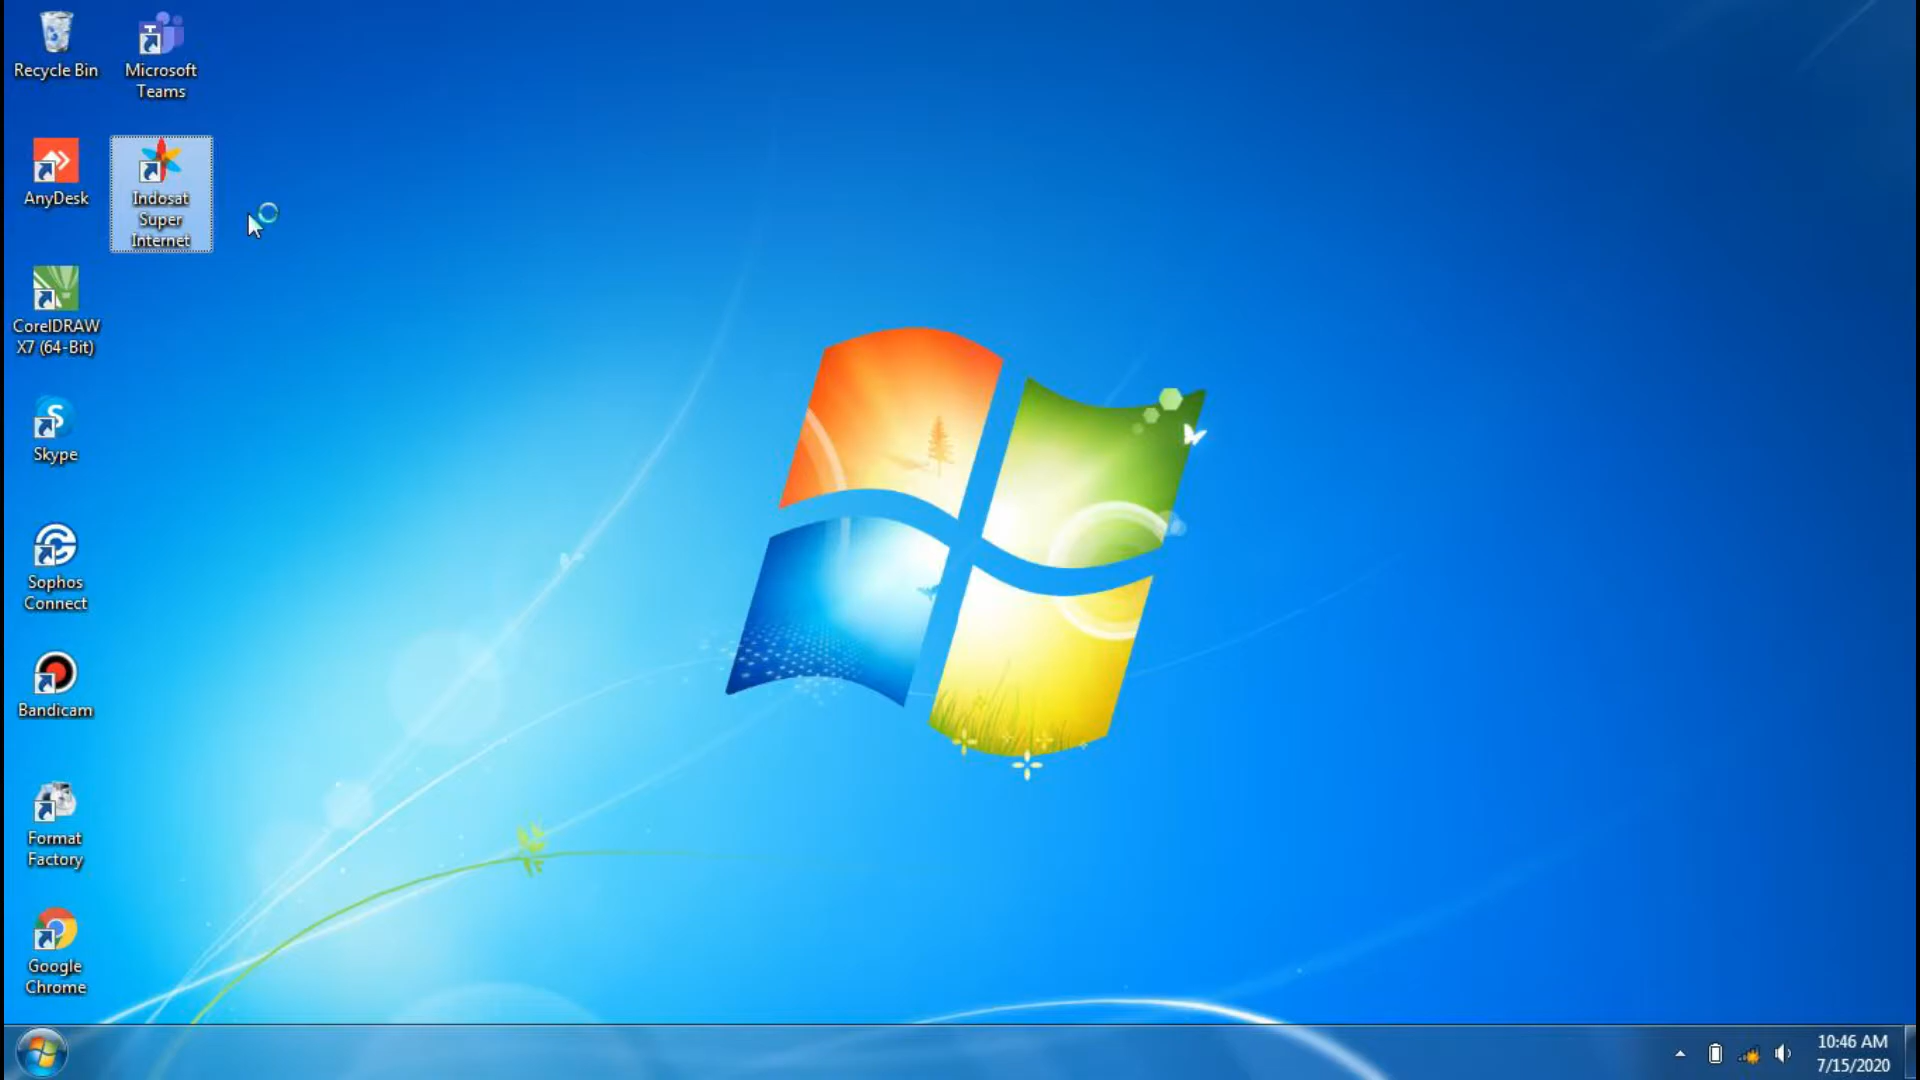 Recycle Bin
Microsoft
Teams
AnyDesk
Indosat
Super
Internet
CorelDRAW
X7 (64-Bit)
Skype
Sophos
Connect
Bandicam
Format
Factory
Google
Chrome
10:46 AM
7/15/2020